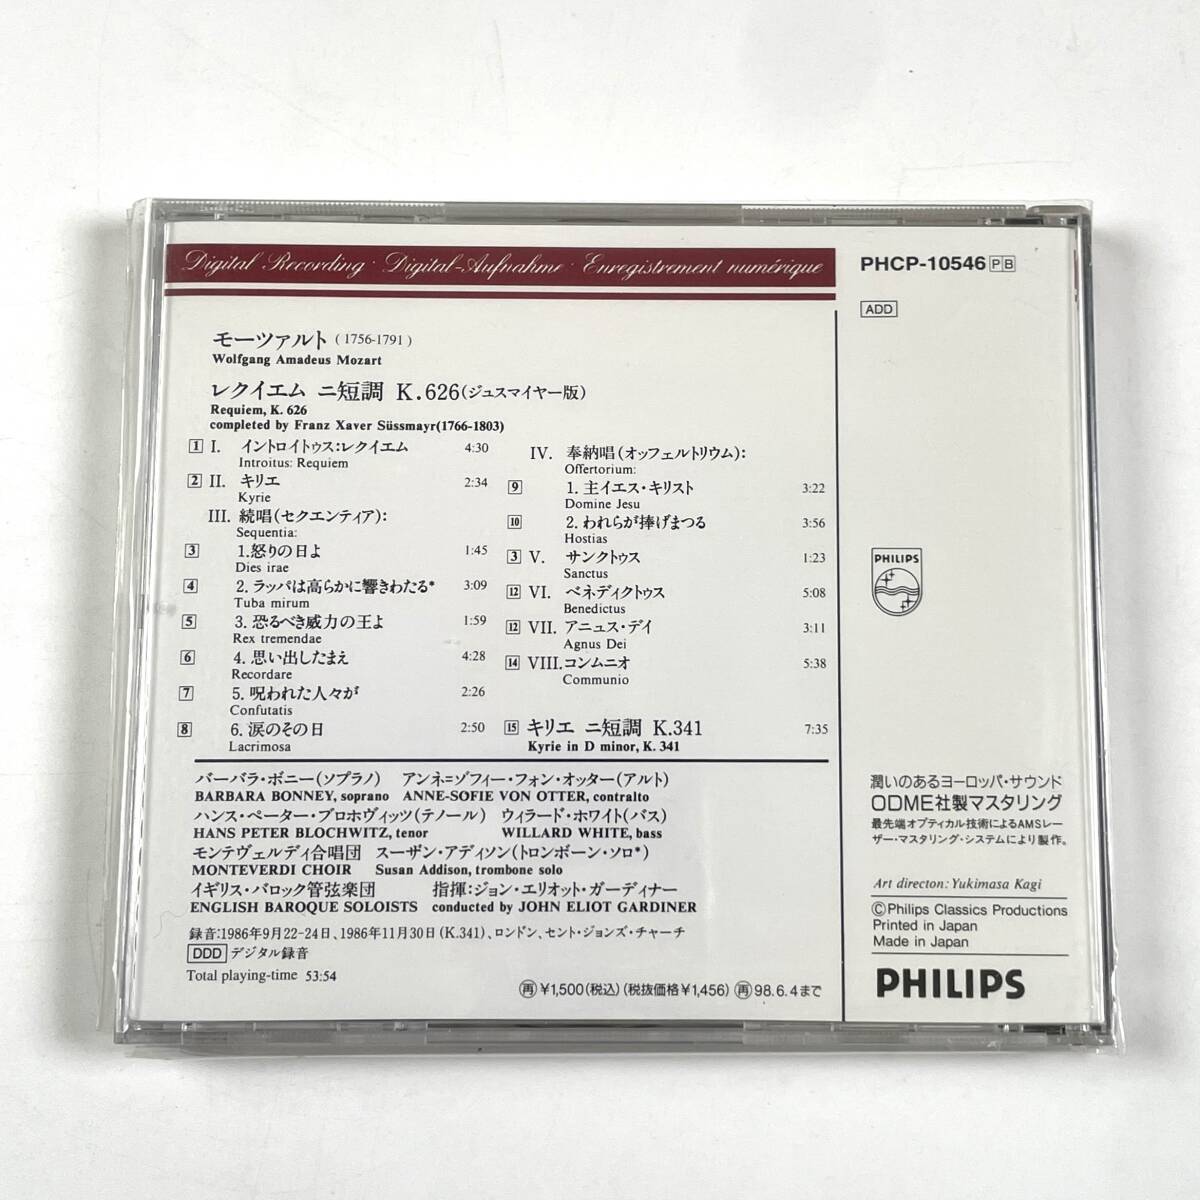 Digital Recording · Digital-Aufnahme · Enregistrement numérique
モーツァルト (1756-1791)
Wolfgang Amadeus Mozart
レクイエム ニ短調 K.626(ジュスマイヤー版)
Requiem, K. 626
completed by Franz Xaver Süssmayr(1766-1803)
1 I. イントロイトゥス:レクイエム 4:30
Introitus: Requiem
2 II. キリエ 2:34
Kyrie
III. 続唱(セクエンティア):
Sequentia:
3 1.怒りの日よ 1:45
Dies irae
4 2. ラッパは高らかに響きわたる* 3:09
Tuba mirum
5 3. 恐るべき威力の王よ 1:59
Rex tremendae
6 4. 思い出したまえ 4:28
Recordare
7 5. 呪われた人々が 2:26
Confutatis
8 6. 涙のその日 2:50
Lacrimosa
IV. 奉納唱(オッフェルトリウム):
Offertorium:
9 1. 主イエス・キリスト 3:22
Domine Jesu
10 2. われらが捧げまつる 3:56
Hostias
3 V. サンクトゥス 1:23
Sanctus
12 VI. ベネディクトゥス 5:08
Benedictus
12 VII. アニュス・デイ 3:11
Agnus Dei
14 VIII. コンムニオ 5:38
Communio
15 キリエ ニ短調 K.341 7:35
Kyrie in D minor, K. 341
バーバラ・ボニー(ソプラノ) アンネ=ゾフィー・フォン・オッター(アルト)
BARBARA BONNEY, soprano ANNE-SOFIE VON OTTER, contralto
ハンス・ペーター・ブロホヴィッツ(テノール) ウィラード・ホワイト(バス)
HANS PETER BLOCHWITZ, tenor WILLARD WHITE, bass
モンテヴェルディ合唱団 スーザン・アディソン(トロンボーン・ソロ*)
MONTEVERDI CHOIR Susan Addison, trombone solo
イギリス・バロック管弦楽団 指揮:ジョン・エリオット・ガーディナー
ENGLISH BAROQUE SOLOISTS conducted by JOHN ELIOT GARDINER
録音:1986年9月22-24日、1986年11月30日(K.341)、ロンドン、セント・ジョンズ・チャーチ
DDD デジタル録音
Total playing-time 53:54
再 ¥1,500(税込)(税抜価格¥1,456) 再 98.6.4まで
PHCP-10546 P B
ADD
PHILIPS
潤いのあるヨーロッパ・サウンド
ODME社製マスタリング
最先端オプティカル技術によるAMSレー
ザー・マスタリング・システムにより製作。
Art directon: Yukimasa Kagi
©Philips Classics Productions
Printed in Japan
Made in Japan
PHILIPS